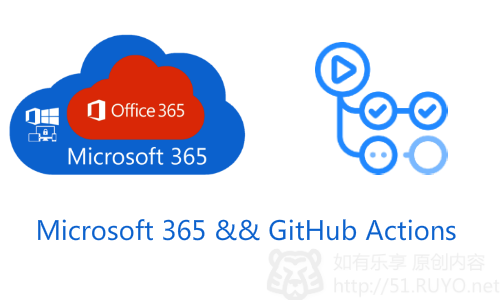 Office 365
Microsoft 365
Microsoft 365 && GitHub Actions
如有乐享 原创内容
http://51.RUYO.net